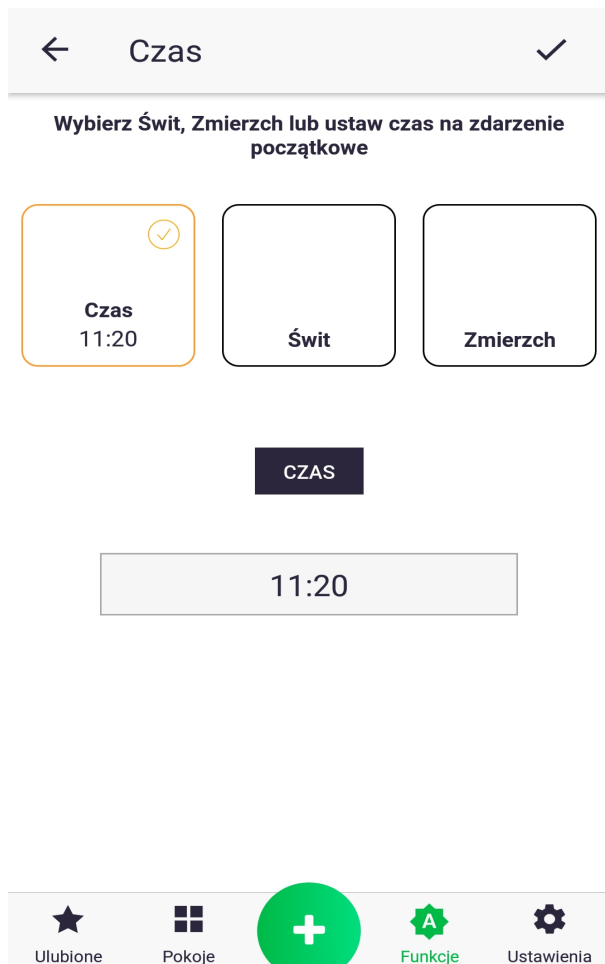 Czas
Wybierz Świt, Zmierzch lub ustaw czas na zdarzenie
początkowe
Czas
11:20
Świt
Zmierzch
CZAS
11:20
A
Ulubione
Pokoje
Funkcje
Ustawienia